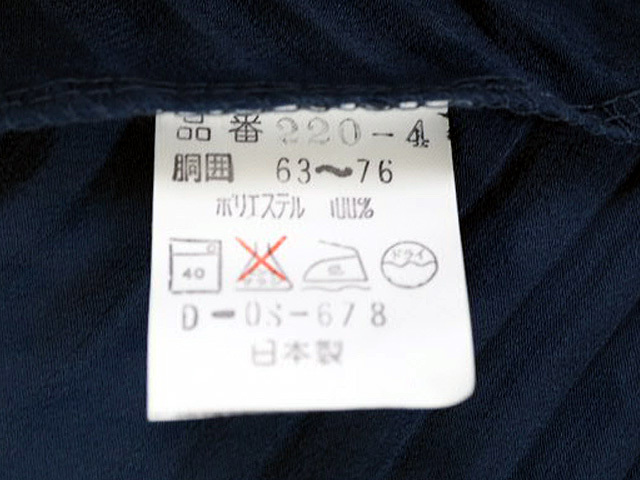 品番 220-4
胴囲 63〜76
ポリエステル 100%
40 ドライ
D-0S-678
日本製